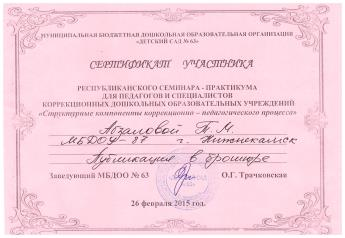 МУНИЦИПАЛЬНАЯ БЮДЖЕТНАЯ ДОШКОЛЬНАЯ ОБРАЗОВАТЕЛЬНАЯ ОРГАНИЗАЦИЯ
«ДЕТСКИЙ САД № 63»
СЕРТИФИКАТ УЧАСТНИКА
РЕСПУБЛИКАНСКОГО СЕМИНАРА - ПРАКТИКУМА
ДЛЯ ПЕДАГОГОВ И СПЕЦИАЛИСТОВ
КОРРЕКЦИОННЫХ ДОШКОЛЬНЫХ ОБРАЗОВАТЕЛЬНЫХ УЧРЕЖДЕНИЙ
«Структурные компоненты коррекционно – педагогического процесса»
Абзаловой П. М.
МБДОУ-87 г. Нижнекамск
Публикация в брошюре
Заведующий МБДОО № 63 О.Г. Трачковская
26 февраля 2015 год.